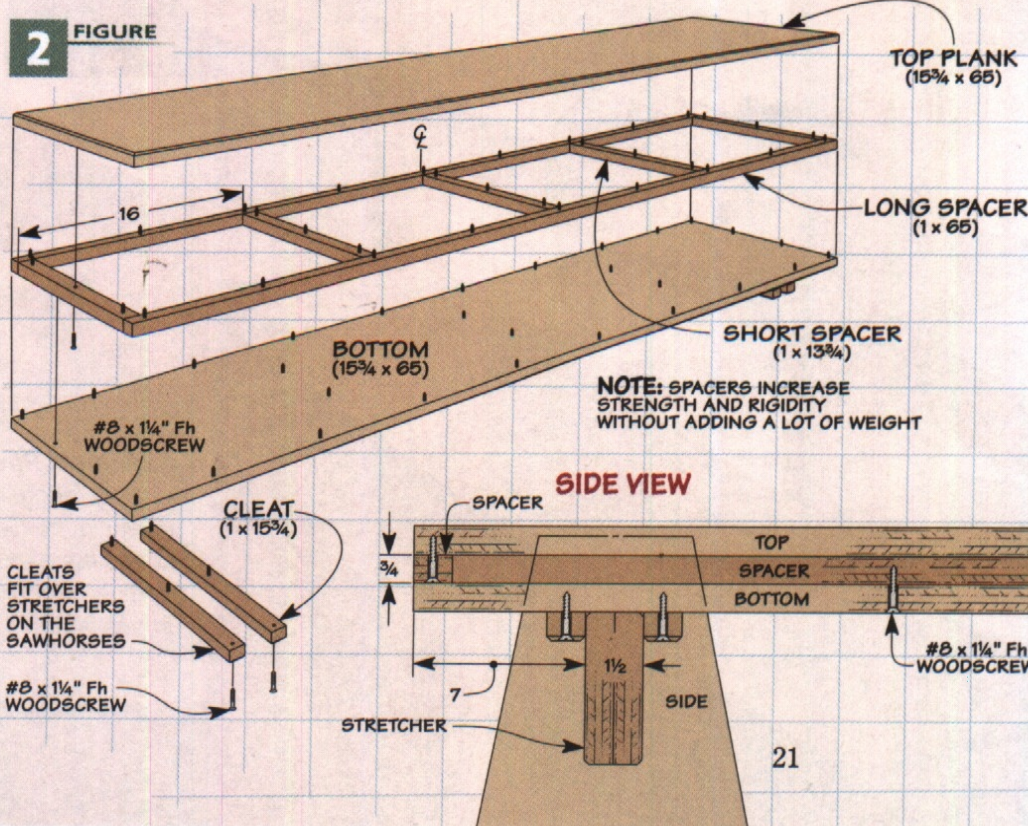 2 FIGURE
TOP PLANK
(15¾ x 65)
℄
16
LONG SPACER
(1 x 65)
SHORT SPACER
(1 x 13¾)
BOTTOM
(15¾ x 65)
NOTE: SPACERS INCREASE
STRENGTH AND RIGIDITY
WITHOUT ADDING A LOT OF WEIGHT
#8 x 1¼" Fh
WOODSCREW
CLEAT
(1 x 15¾)
CLEATS
FIT OVER
STRETCHERS
ON THE
SAWHORSES
#8 x 1¼" Fh
WOODSCREW
SIDE VIEW
SPACER
TOP
¾
SPACER
BOTTOM
#8 x 1¼" Fh
WOODSCREW
7
1½
SIDE
STRETCHER
21